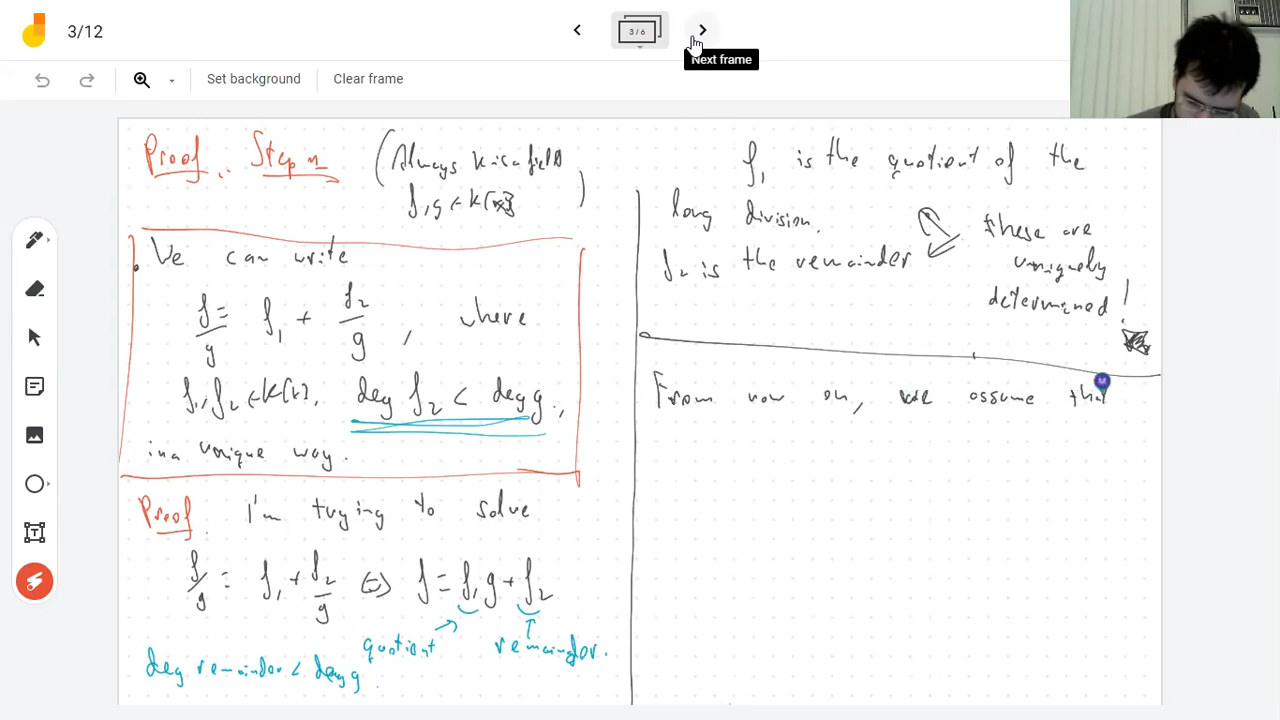 3/12
3 / 6
Next frame
Set background
Clear frame
Proof. Step 1
(Always K is a field
f, g ∈ K[x])
We can write
f/g = f₁ + f₂/g, where
f₁, f₂ ∈ K[x], deg f₂ < deg g,
in a unique way.
Proof. I'm trying to solve
f/g = f₁ + f₂/g ⇔ f = f₁g + f₂
quotient remainder.
deg remainder < deg g.
f₁ is the quotient of the
long division.
f₂ is the remainder
these are
uniquely
determined!
From now on, we assume that
M